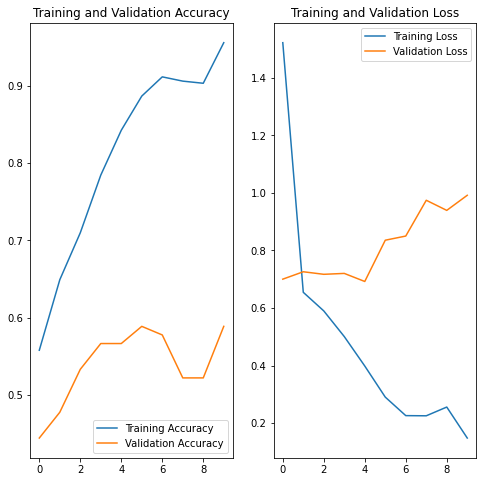 Training and Validation Accuracy
0.9
0.8
0.7
0.6
0.5
Training Accuracy
Validation Accuracy
0 2 4 6 8
Training and Validation Loss
Training Loss
Validation Loss
1.4
1.2
1.0
0.8
0.6
0.4
0.2
0 2 4 6 8